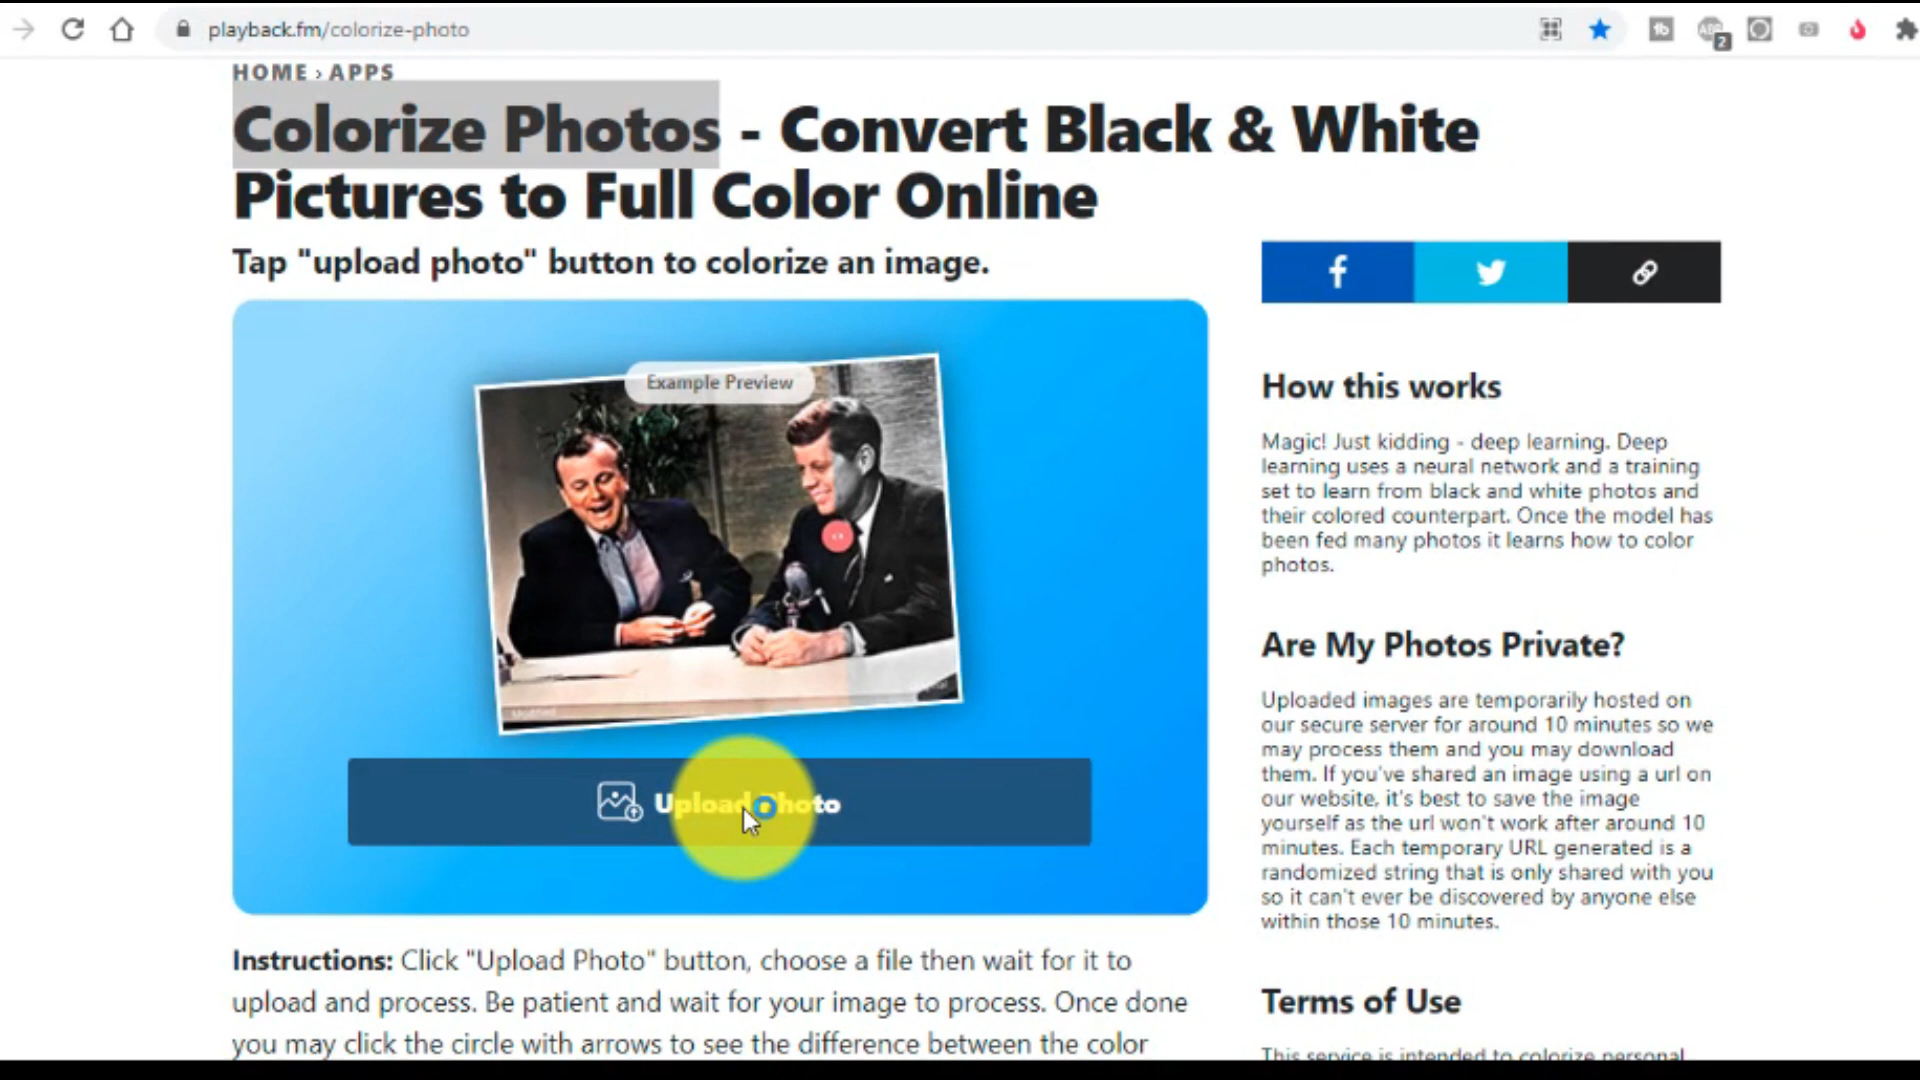 playback.fm/colorize-photo
2
HOME › APPS
Colorize Photos - Convert Black & White
Pictures to Full Color Online
Tap "upload photo" button to colorize an image.
Example Preview
Upload Photo
Instructions: Click "Upload Photo" button, choose a file then wait for it to
upload and process. Be patient and wait for your image to process. Once done
you may click the circle with arrows to see the difference between the color
How this works
Magic! Just kidding - deep learning. Deep
learning uses a neural network and a training
set to learn from black and white photos and
their colored counterpart. Once the model has
been fed many photos it learns how to color
photos.
Are My Photos Private?
Uploaded images are temporarily hosted on
our secure server for around 10 minutes so we
may process them and you may download
them. If you've shared an image using a url on
our website, it's best to save the image
yourself as the url won't work after around 10
minutes. Each temporary URL generated is a
randomized string that is only shared with you
so it can't ever be discovered by anyone else
within those 10 minutes.
Terms of Use
This service is intended to colorize personal